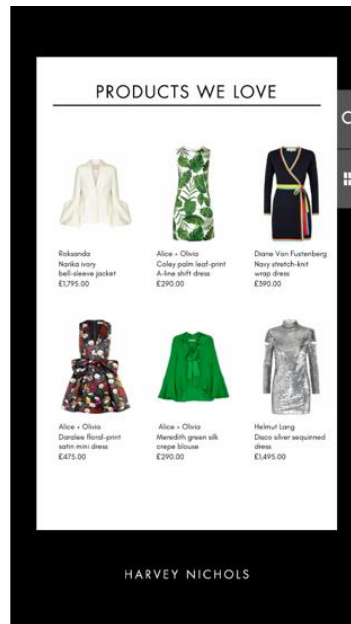 PRODUCTS WE LOVE
Roksanda
Narika ivory
bell-sleeve jacket
£1,795.00
Alice + Olivia
Coley palm leaf-print
A-line shift dress
£290.00
Diane Von Fustenberg
Navy stretch-knit
wrap dress
£390.00
Alice + Olivia
Daralee floral-print
satin mini dress
£475.00
Alice + Olivia
Meredith green silk
crepe blouse
£290.00
Helmut Lang
Disco silver sequinned
dress
£1,495.00
HARVEY NICHOLS